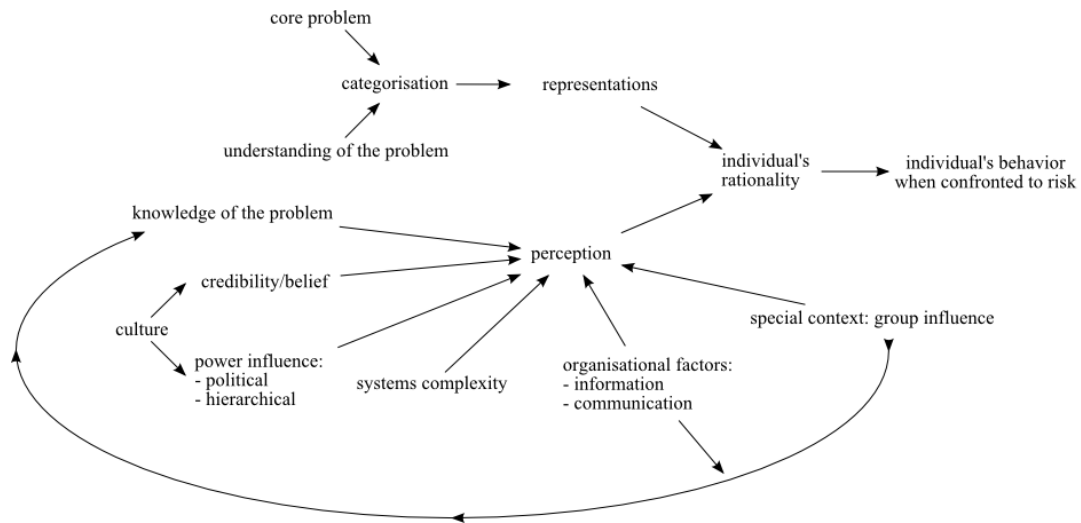 core problem
categorisation
representations
understanding of the problem
individual's
rationality
individual's behavior
when confronted to risk
knowledge of the problem
perception
credibility/belief
culture
special context: group influence
power influence:
- political
- hierarchical
systems complexity
organisational factors:
- information
- communication